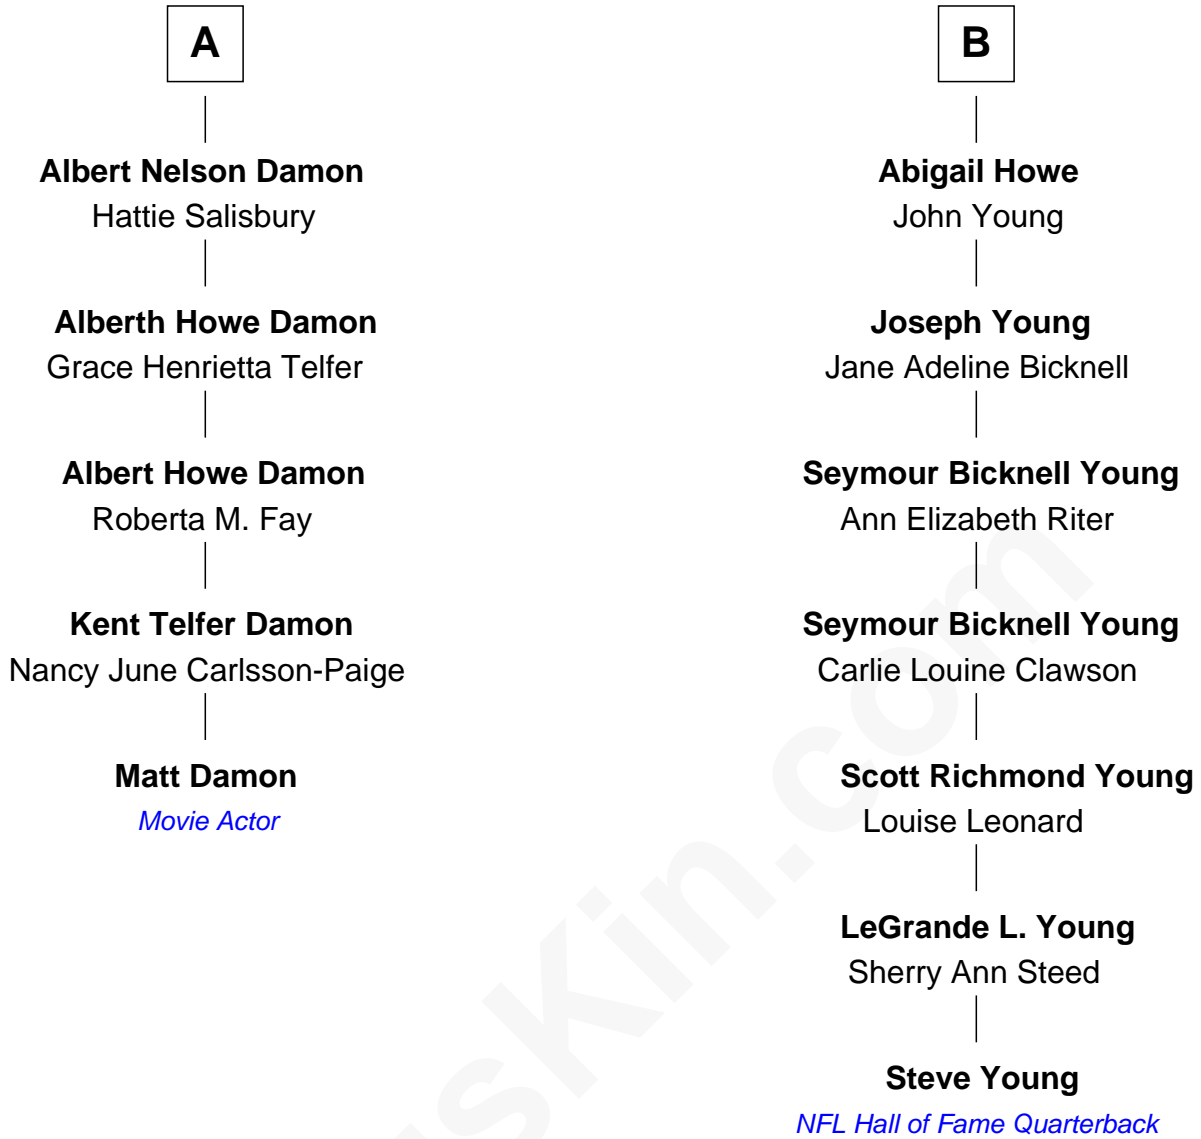 A
Albert Nelson Damon
Hattie Salisbury
Alberth Howe Damon
Grace Henrietta Telfer
Albert Howe Damon
Roberta M. Fay
Kent Telfer Damon
Nancy June Carlsson-Paige
Matt Damon
Movie Actor
B
Abigail Howe
John Young
Joseph Young
Jane Adeline Bicknell
Seymour Bicknell Young
Ann Elizabeth Riter
Seymour Bicknell Young
Carlie Louine Clawson
Scott Richmond Young
Louise Leonard
LeGrande L. Young
Sherry Ann Steed
Steve Young
NFL Hall of Fame Quarterback
sKin.com